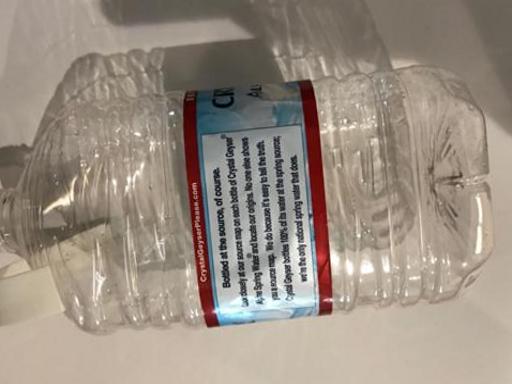 CrystalGeyserPlease.com
Bottled at the source, of course.
Look closely at our source map on each bottle of Crystal Geyser®
Alpine Spring Water® and locate our origins. No one else shows
you a source map. We do because it's easy to tell the truth.
Crystal Geyser bottles 100% of its water at the spring source;
we're the only national spring water that does.